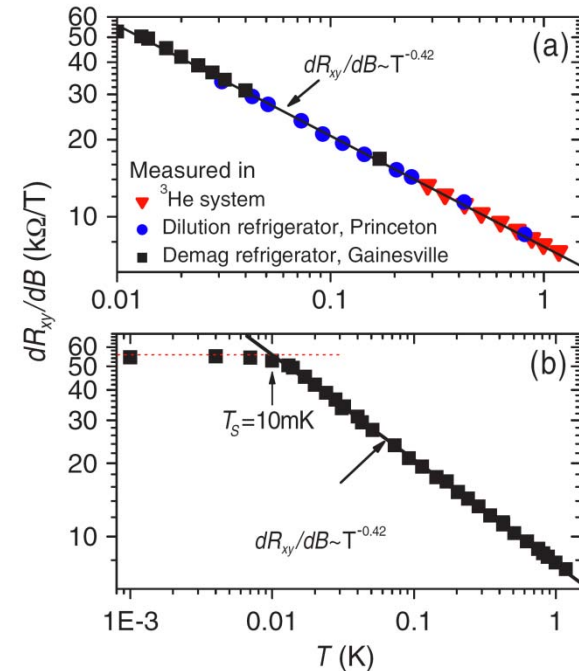 60
50
40
30
20
10
(a)
dR_xy/dB~T^-0.42
Measured in
³He system
Dilution refrigerator, Princeton
Demag refrigerator, Gainesville
0.01
0.1
1
dR_xy/dB (kΩ/T)
60
50
40
30
20
10
(b)
T_S=10mK
dR_xy/dB~T^-0.42
1E-3
0.01
0.1
1
T (K)